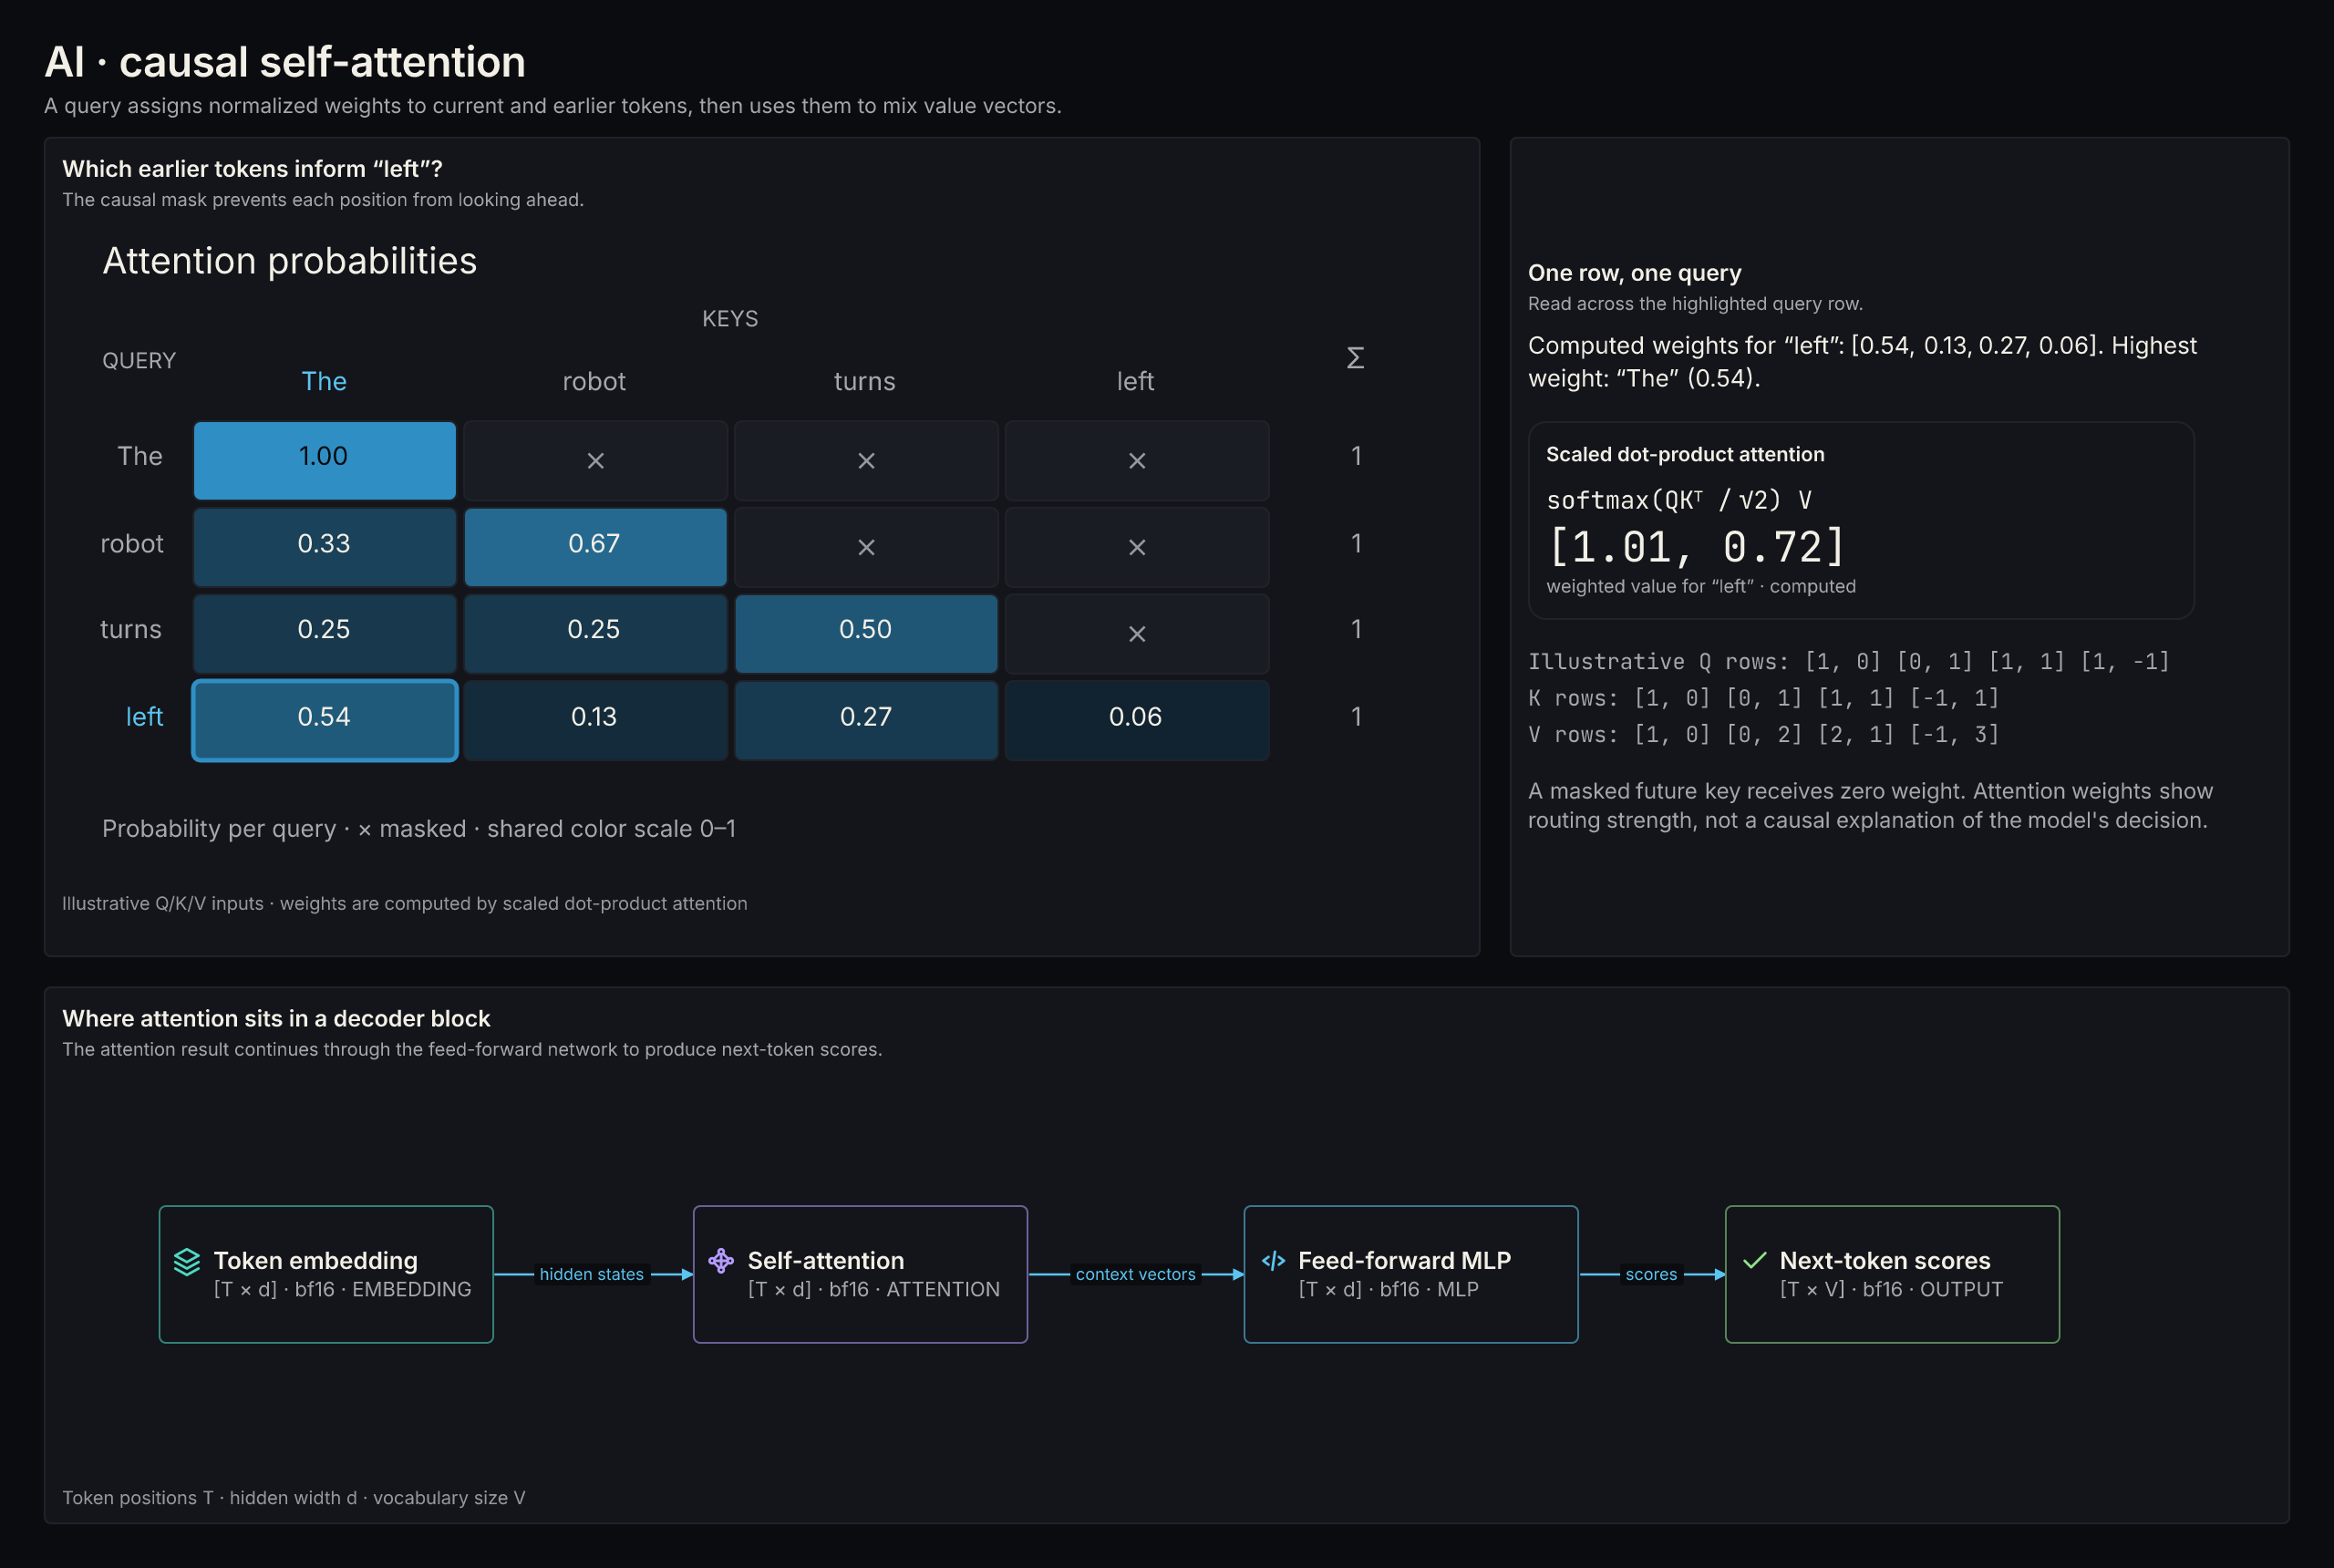 AI · causal self-attention
A query assigns normalized weights to current and earlier tokens, then uses them to mix value vectors.
Which earlier tokens inform “left”?
The causal mask prevents each position from looking ahead.
Attention probabilities
KEYS
QUERY
The robot turns left Σ
The 1.00 × × × 1
robot 0.33 0.67 × × 1
turns 0.25 0.25 0.50 × 1
left 0.54 0.13 0.27 0.06 1
Probability per query · × masked · shared color scale 0–1
Illustrative Q/K/V inputs · weights are computed by scaled dot-product attention
One row, one query
Read across the highlighted query row.
Computed weights for “left”: [0.54, 0.13, 0.27, 0.06]. Highest
weight: “The” (0.54).
Scaled dot-product attention
softmax(QKᵀ / √2) V
[1.01, 0.72]
weighted value for “left” · computed
Illustrative Q rows: [1, 0] [0, 1] [1, 1] [1, -1]
K rows: [1, 0] [0, 1] [1, 1] [-1, 1]
V rows: [1, 0] [0, 2] [2, 1] [-1, 3]
A masked future key receives zero weight. Attention weights show
routing strength, not a causal explanation of the model's decision.
Where attention sits in a decoder block
The attention result continues through the feed-forward network to produce next-token scores.
Token embedding
[T × d] · bf16 · EMBEDDING
hidden states
Self-attention
[T × d] · bf16 · ATTENTION
context vectors
Feed-forward MLP
[T × d] · bf16 · MLP
scores
Next-token scores
[T × V] · bf16 · OUTPUT
Token positions T · hidden width d · vocabulary size V